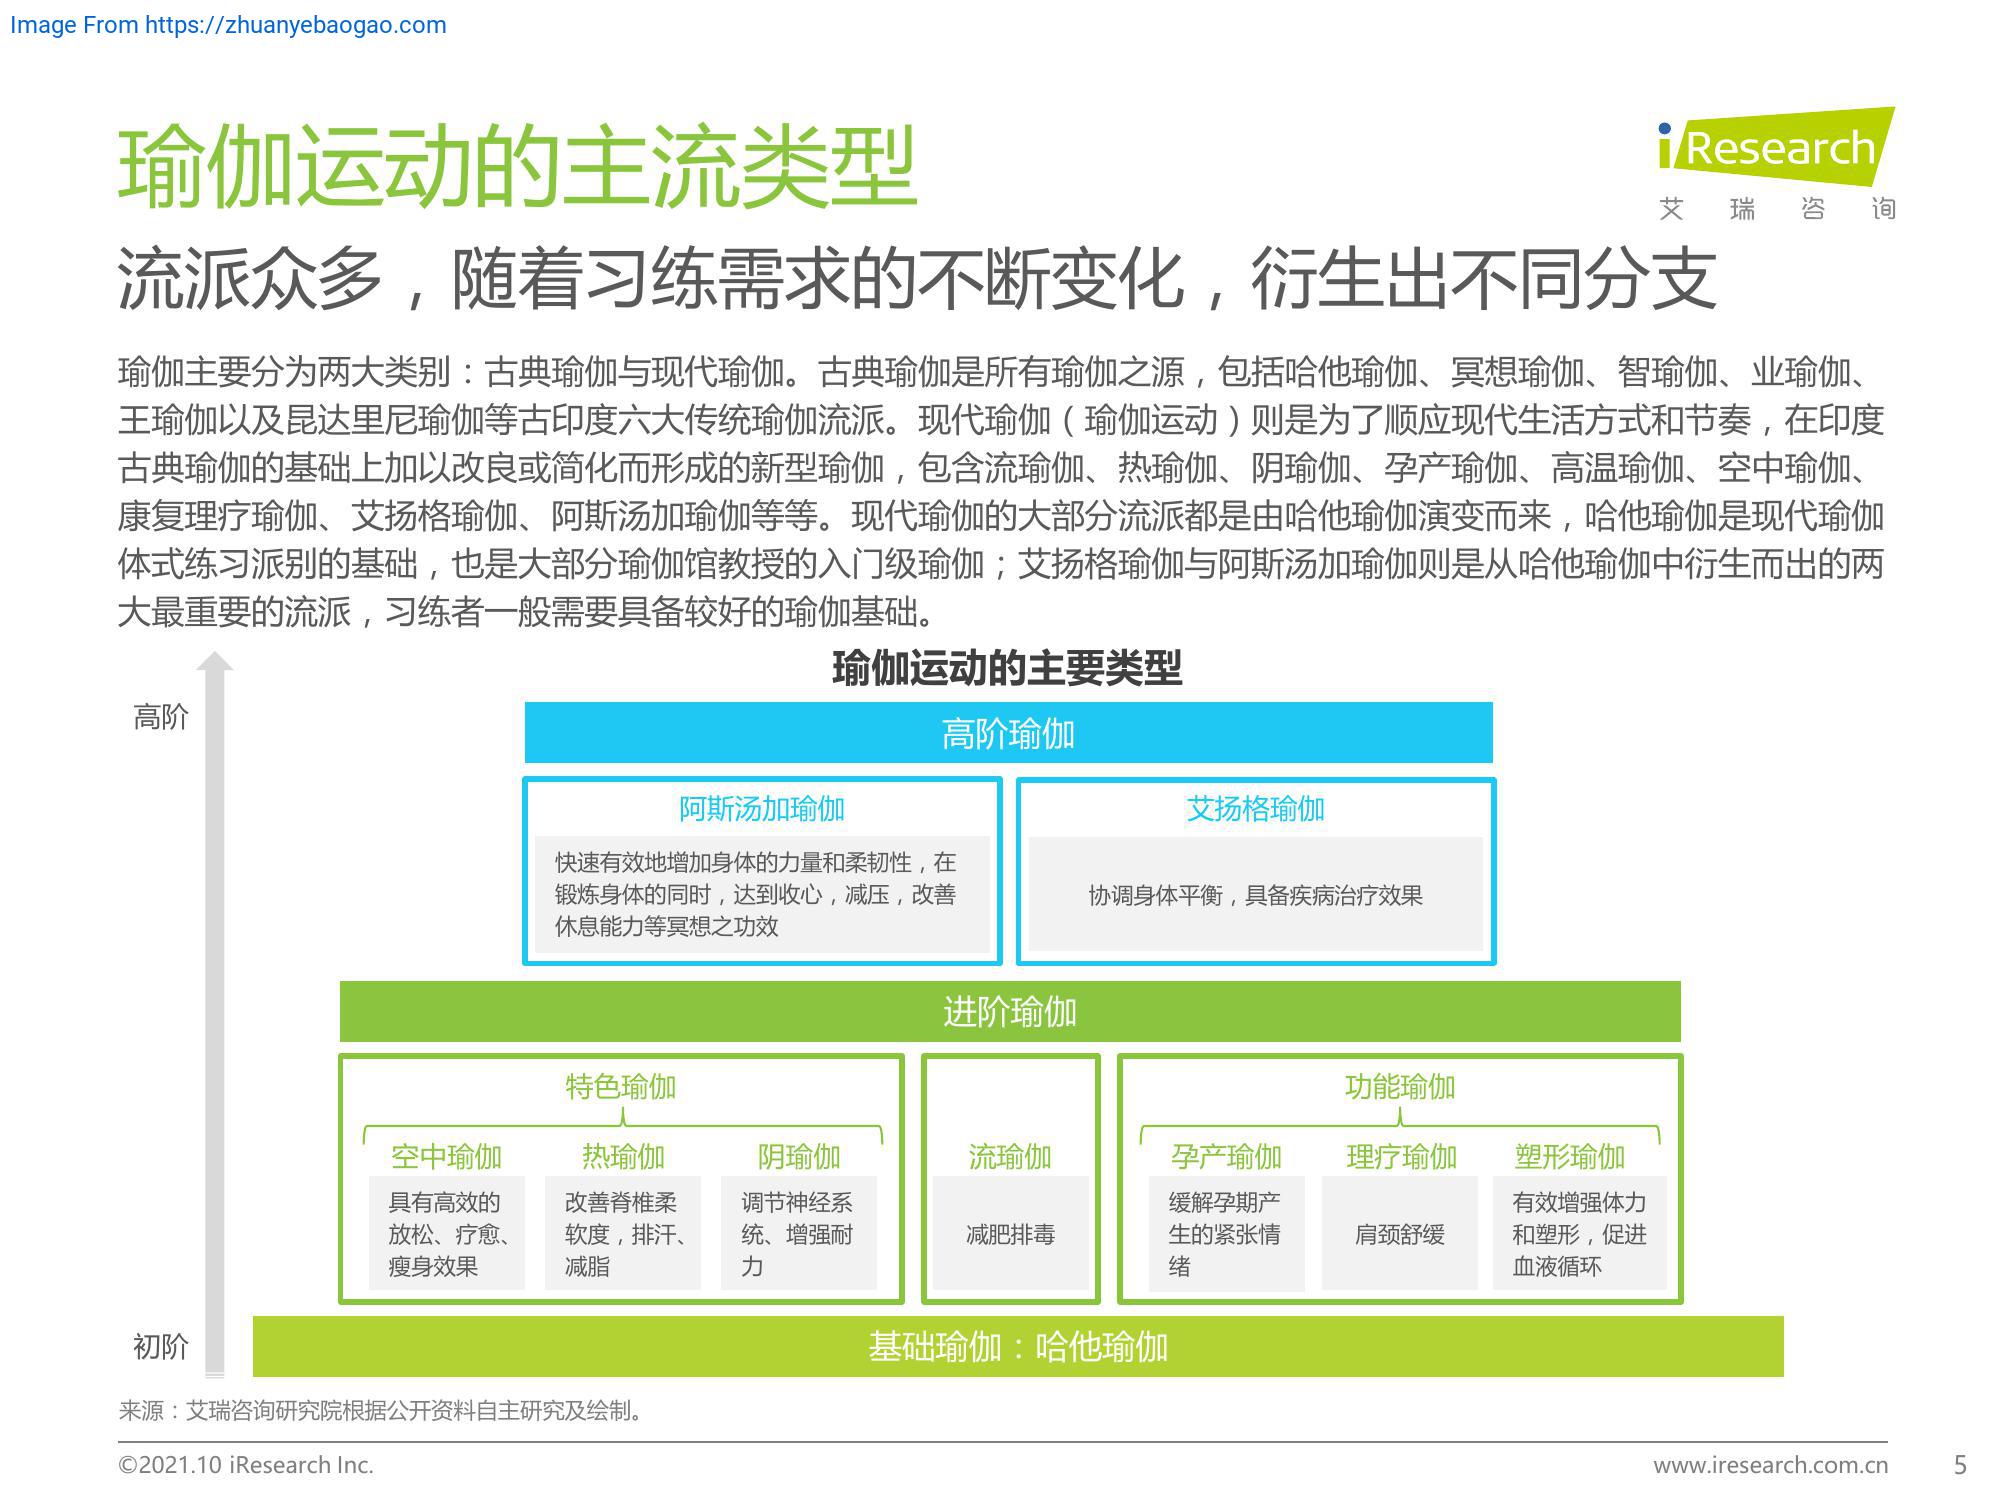 Image From https://zhuanyebaogao.com
瑜伽运动的主流类型
iResearch
艾瑞咨询
流派众多，随着习练需求的不断变化，衍生出不同分支
瑜伽主要分为两大类别：古典瑜伽与现代瑜伽。古典瑜伽是所有瑜伽之源，包括哈他瑜伽、冥想瑜伽、智瑜伽、业瑜伽、
王瑜伽以及昆达里尼瑜伽等古印度六大传统瑜伽流派。现代瑜伽（瑜伽运动）则是为了顺应现代生活方式和节奏，在印度
古典瑜伽的基础上加以改良或简化而形成的新型瑜伽，包含流瑜伽、热瑜伽、阴瑜伽、孕产瑜伽、高温瑜伽、空中瑜伽、
康复理疗瑜伽、艾扬格瑜伽、阿斯汤加瑜伽等等。现代瑜伽的大部分流派都是由哈他瑜伽演变而来，哈他瑜伽是现代瑜伽
体式练习派别的基础，也是大部分瑜伽馆教授的入门级瑜伽；艾扬格瑜伽与阿斯汤加瑜伽则是从哈他瑜伽中衍生而出的两
大最重要的流派，习练者一般需要具备较好的瑜伽基础。
瑜伽运动的主要类型
高阶
高阶瑜伽
阿斯汤加瑜伽
快速有效地增加身体的力量和柔韧性，在
锻炼身体的同时，达到收心，减压，改善
休息能力等冥想之功效
艾扬格瑜伽
协调身体平衡，具备疾病治疗效果
进阶瑜伽
特色瑜伽
空中瑜伽
具有高效的
放松、疗愈、
瘦身效果
热瑜伽
改善脊椎柔
软度，排汗、
减脂
阴瑜伽
调节神经系
统、增强耐
力
流瑜伽
减肥排毒
功能瑜伽
孕产瑜伽
缓解孕期产
生的紧张情
绪
理疗瑜伽
肩颈舒缓
塑形瑜伽
有效增强体力
和塑形，促进
血液循环
初阶
基础瑜伽：哈他瑜伽
来源：艾瑞咨询研究院根据公开资料自主研究及绘制。
©2021.10 iResearch Inc.
www.iresearch.com.cn
5